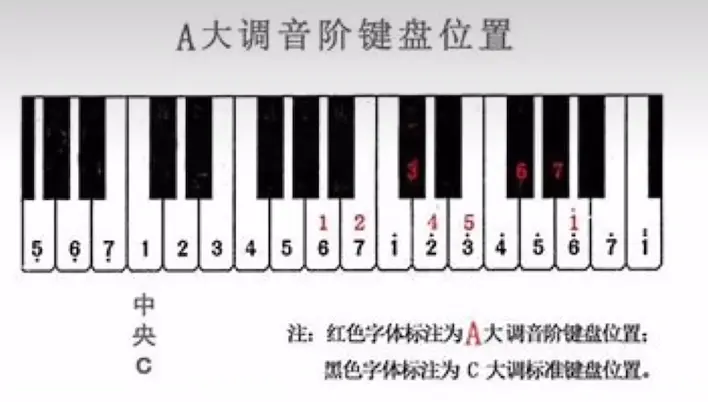 A大调音阶键盘位置
3 6 7
1 2 4 5 i
5̣ 6̣ 7̣ 1 2 3 4 5 6 7 i 2̇ 3̇ 4̇ 5̇ 6̇ 7̇ 1̈
中
央
C
注：红色字体标注为A大调音阶键盘位置；
黑色字体标注为 C 大调标准键盘位置。